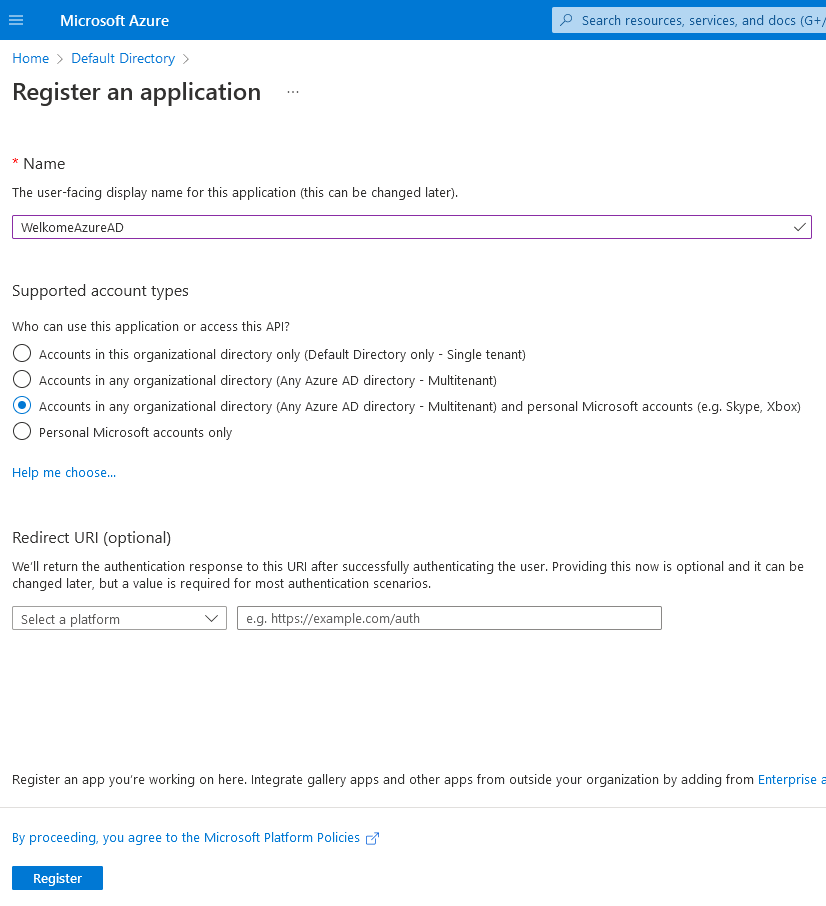 Microsoft Azure
Search resources, services, and docs (G+/
Home > Default Directory >
Register an application ...
* Name
The user-facing display name for this application (this can be changed later).
WelkomeAzureAD
Supported account types
Who can use this application or access this API?
Accounts in this organizational directory only (Default Directory only - Single tenant)
Accounts in any organizational directory (Any Azure AD directory - Multitenant)
Accounts in any organizational directory (Any Azure AD directory - Multitenant) and personal Microsoft accounts (e.g. Skype, Xbox)
Personal Microsoft accounts only
Help me choose...
Redirect URI (optional)
We'll return the authentication response to this URI after successfully authenticating the user. Providing this now is optional and it can be
changed later, but a value is required for most authentication scenarios.
Select a platform
e.g. https://example.com/auth
Register an app you're working on here. Integrate gallery apps and other apps from outside your organization by adding from Enterprise a
By proceeding, you agree to the Microsoft Platform Policies
Register